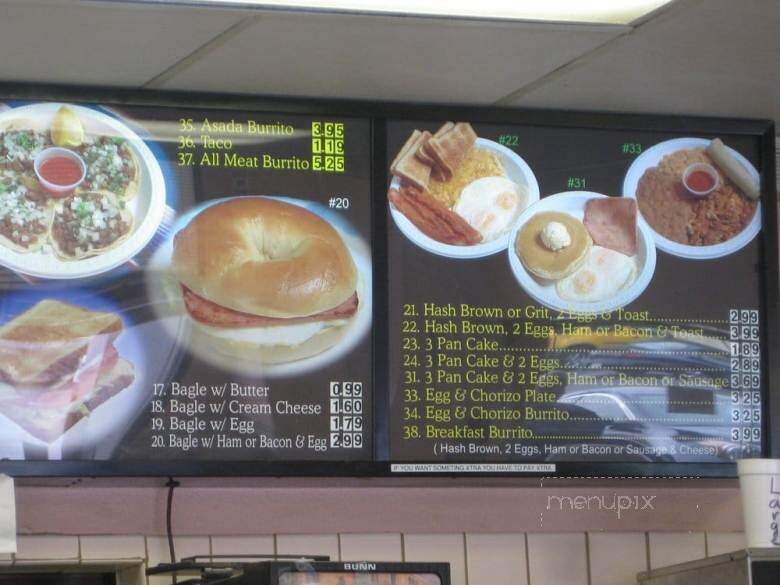 35. Asada Burrito 3.95
36. Taco 1.19
37. All Meat Burrito 5.25
#20
17. Bagle w/ Butter 0.99
18. Bagle w/ Cream Cheese 1.60
19. Bagle w/ Egg 1.79
20. Bagle w/ Ham or Bacon & Egg 2.99
#22
#31
#33
21. Hash Brown or Grit, 2 Eggs & Toast 2.99
22. Hash Brown, 2 Eggs, Ham or Bacon & Toast 3.99
23. 3 Pan Cake 1.89
24. 3 Pan Cake & 2 Eggs 2.89
31. 3 Pan Cake & 2 Eggs, Ham or Bacon or Sausage 3.69
33. Egg & Chorizo Plate 3.25
34. Egg & Chorizo Burrito 3.25
38. Breakfast Burrito 3.99
( Hash Brown, 2 Eggs, Ham or Bacon or Sausage & Cheese)
IF YOU WANT SOMETING XTRA YOU HAVE TO PAY XTRA
menupix
Large
BUNN